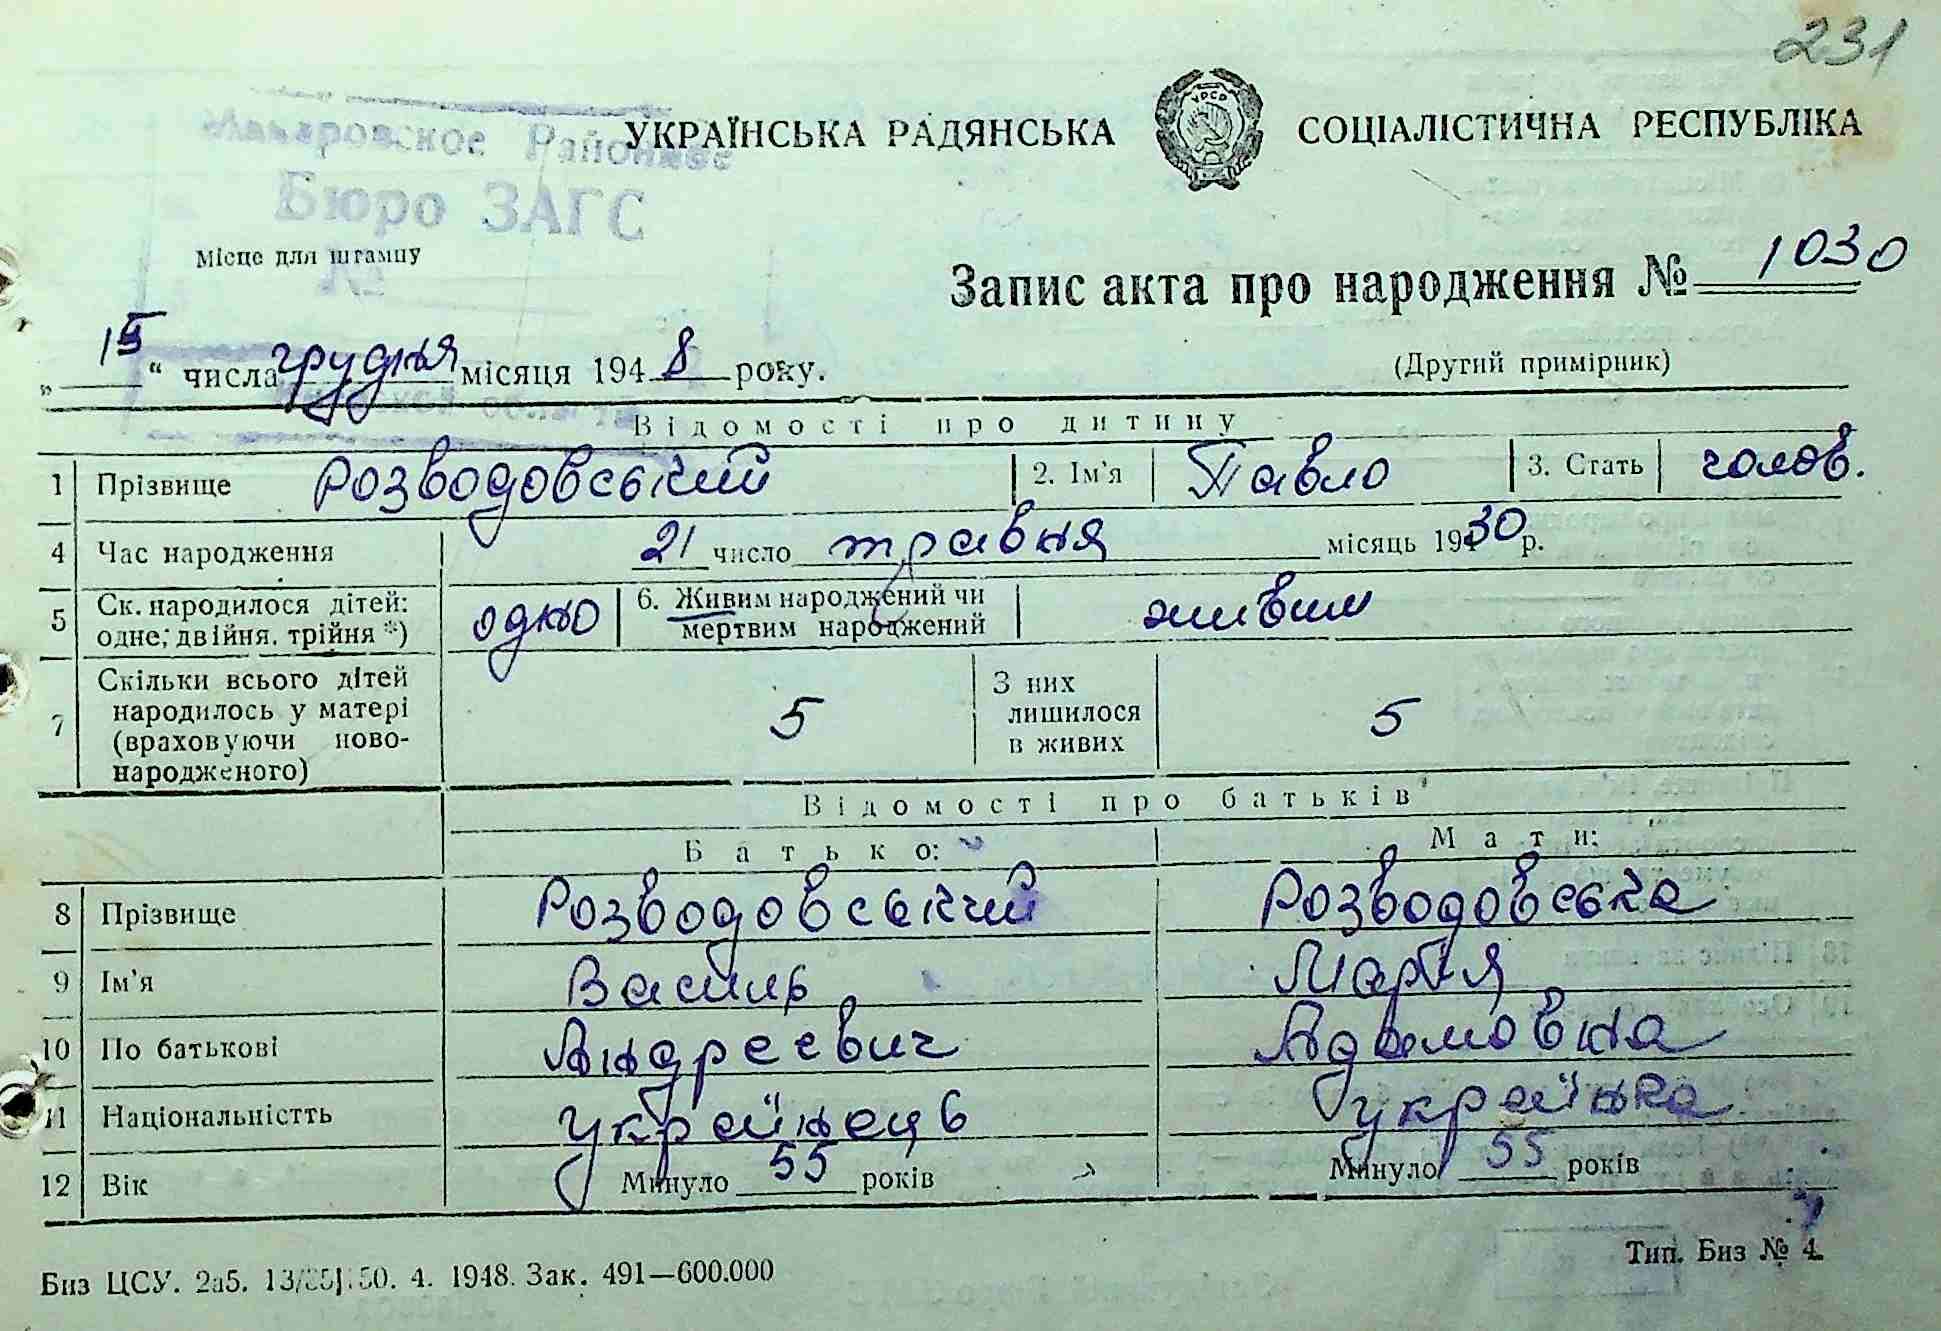 231
УКРАЇНСЬКА РАДЯНСЬКА СОЦІАЛІСТИЧНА РЕСПУБЛІКА
УРСР
Макаровское Районное
Бюро ЗАГС
Місце для штампу
№
Запис акта про народження № 1030
(Другий примірник)
„15“ числа грудня місяця 1948 року.
Відомості про дитину
1 Прізвище Розводовський 2. Ім'я Павло 3. Стать чолов.
4 Час народження 21 число травня місяць 1930 р.
5 Ск. народилося дітей: одне; двійня, трійня *) одно 6. Живим народжений чи мертвим народжений живим
7 Скільки всього дітей народилось у матері (враховуючи ново-народженого) 5 З них лишилося в живих 5
Відомості про батьків
Батько: Мати:
8 Прізвище Розводовський Розводовська
9 Ім'я Василь Марія
10 По батькові Андреевич Адамовна
11 Національністть українець українка
12 Вік Минуло 55 років Минуло 55 років
Биз ЦСУ. 2а5. 4. 1948. Зак. 491—600.000
Тип. Биз № 4.